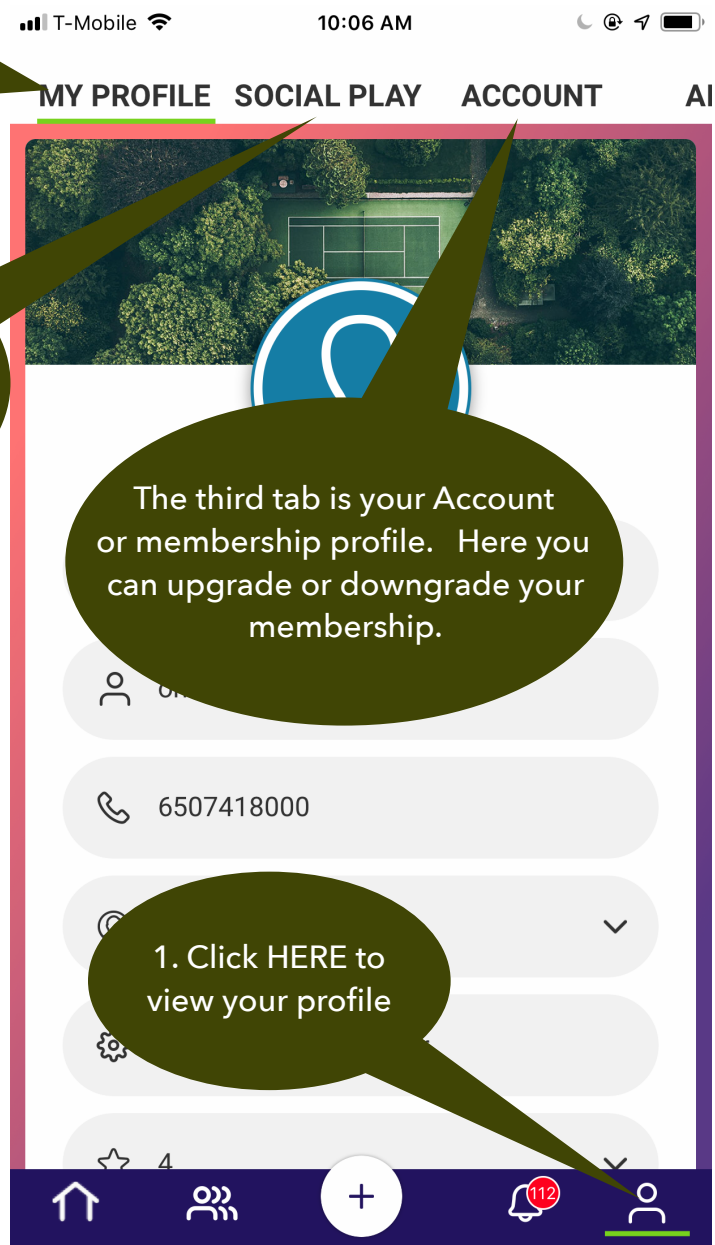 T-Mobile 10:06 AM
MY PROFILE SOCIAL PLAY ACCOUNT
The third tab is your Account
or membership profile. Here you
can upgrade or downgrade your
membership.
6507418000
1. Click HERE to
view your profile
4
112